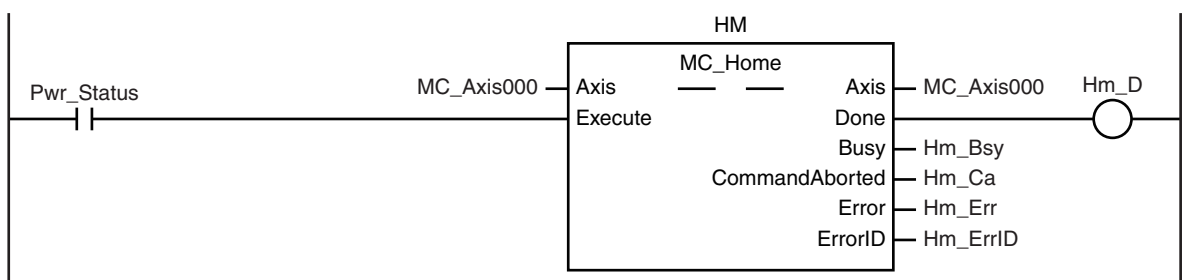 HM
MC_Home
Pwr_Status
MC_Axis000 Axis Axis MC_Axis000 Hm_D
Execute Done
Busy Hm_Bsy
CommandAborted Hm_Ca
Error Hm_Err
ErrorID Hm_ErrID